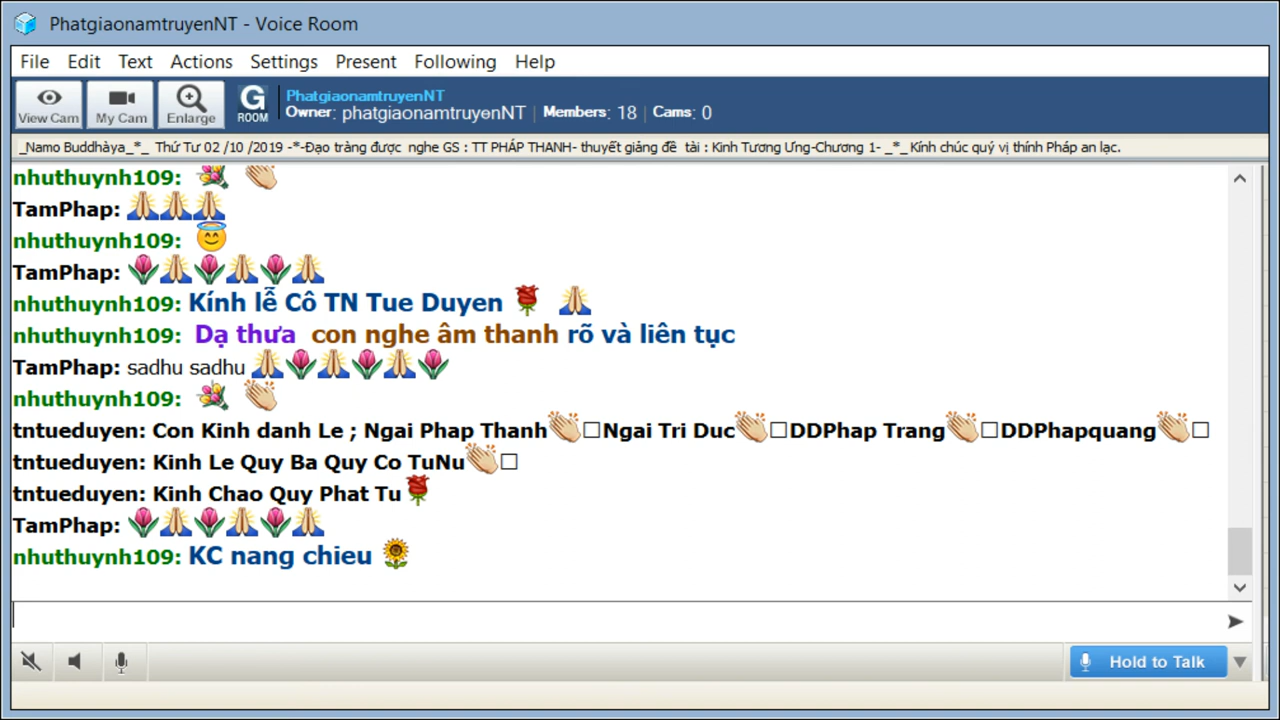 PhatgiaonamtruyenNT - Voice Room
File Edit Text Actions Settings Present Following Help
View Cam My Cam Enlarge G ROOM PhatgiaonamtruyenNT
Owner: phatgiaonamtruyenNT | Members: 18 | Cams: 0
_Namo Buddhàya_*_ Thứ Tư 02 /10 /2019 -*-Đạo tràng được nghe GS : TT PHÁP THANH- thuyết giảng đề tài : Kinh Tương Ưng-Chương 1- _*_ Kính chúc quý vị thính Pháp an lạc.
nhuthuynh109: 💐 👏
TamPhap: 🙏🙏🙏
nhuthuynh109: 😇
TamPhap: 🌷🙏🌷🙏🌷🙏
nhuthuynh109: Kính lễ Cô TN Tue Duyen 🌹 🙏
nhuthuynh109: Dạ thưa con nghe âm thanh rõ và liên tục
TamPhap: sadhu sadhu 🙏🌷🙏🌷🙏🌷
nhuthuynh109: 💐 👏
tntueduyen: Con Kinh danh Le ; Ngai Phap Thanh👏□Ngai Tri Duc👏□DDPhap Trang👏□DDPhapquang👏□
tntueduyen: Kinh Le Quy Ba Quy Co TuNu👏□
tntueduyen: Kinh Chao Quy Phat Tu🌹
TamPhap: 🌷🙏🌷🙏🌷🙏
nhuthuynh109: KC nang chieu 🌻
Hold to Talk